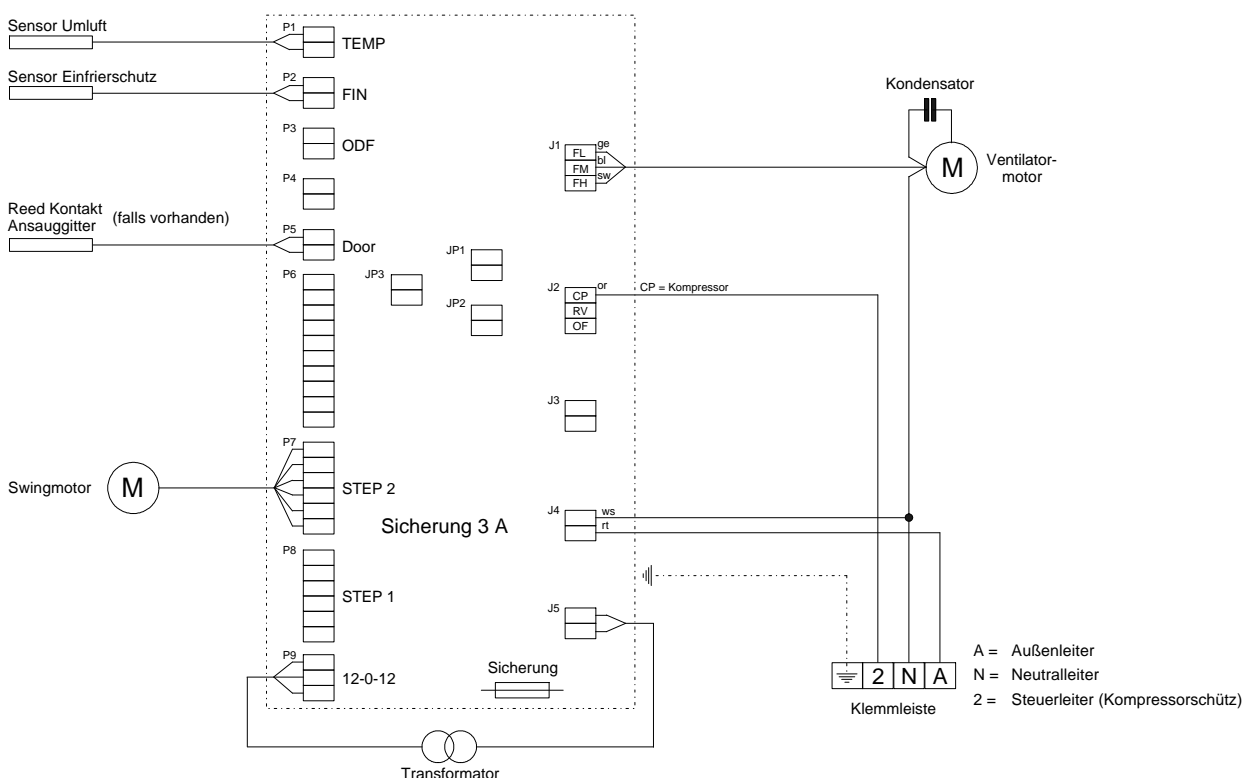 Sensor Umluft
P1
TEMP
Sensor Einfrierschutz
P2
FIN
Kondensator
P3
ODF
J1
FL
ge
FM
bl
FH
sw
M
Ventilator-
motor
P4
Reed Kontakt
Ansauggitter
(falls vorhanden)
P5
Door
JP1
P6
JP3
JP2
J2
CP
or
CP = Kompressor
RV
OF
J3
P7
Swingmotor
M
STEP 2
Sicherung 3 A
J4
ws
rt
P8
STEP 1
J5
P9
12-0-12
Sicherung
2
N
A
Klemmleiste
A = Außenleiter
N = Neutralleiter
2 = Steuerleiter (Kompressorschütz)
Transformator